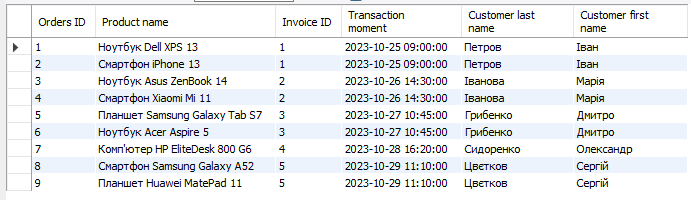 Orders ID Product name Invoice ID Transaction moment Customer last name Customer first name
1 Ноутбук Dell XPS 13 1 2023-10-25 09:00:00 Петров Іван
2 Смартфон iPhone 13 1 2023-10-25 09:00:00 Петров Іван
3 Ноутбук Asus ZenBook 14 2 2023-10-26 14:30:00 Іванова Марія
4 Смартфон Xiaomi Mi 11 2 2023-10-26 14:30:00 Іванова Марія
5 Планшет Samsung Galaxy Tab S7 3 2023-10-27 10:45:00 Грибенко Дмитро
6 Ноутбук Acer Aspire 5 3 2023-10-27 10:45:00 Грибенко Дмитро
7 Комп'ютер HP EliteDesk 800 G6 4 2023-10-28 16:20:00 Сидоренко Олександр
8 Смартфон Samsung Galaxy A52 5 2023-10-29 11:10:00 Цвєтков Сергій
9 Планшет Huawei MatePad 11 5 2023-10-29 11:10:00 Цвєтков Сергій